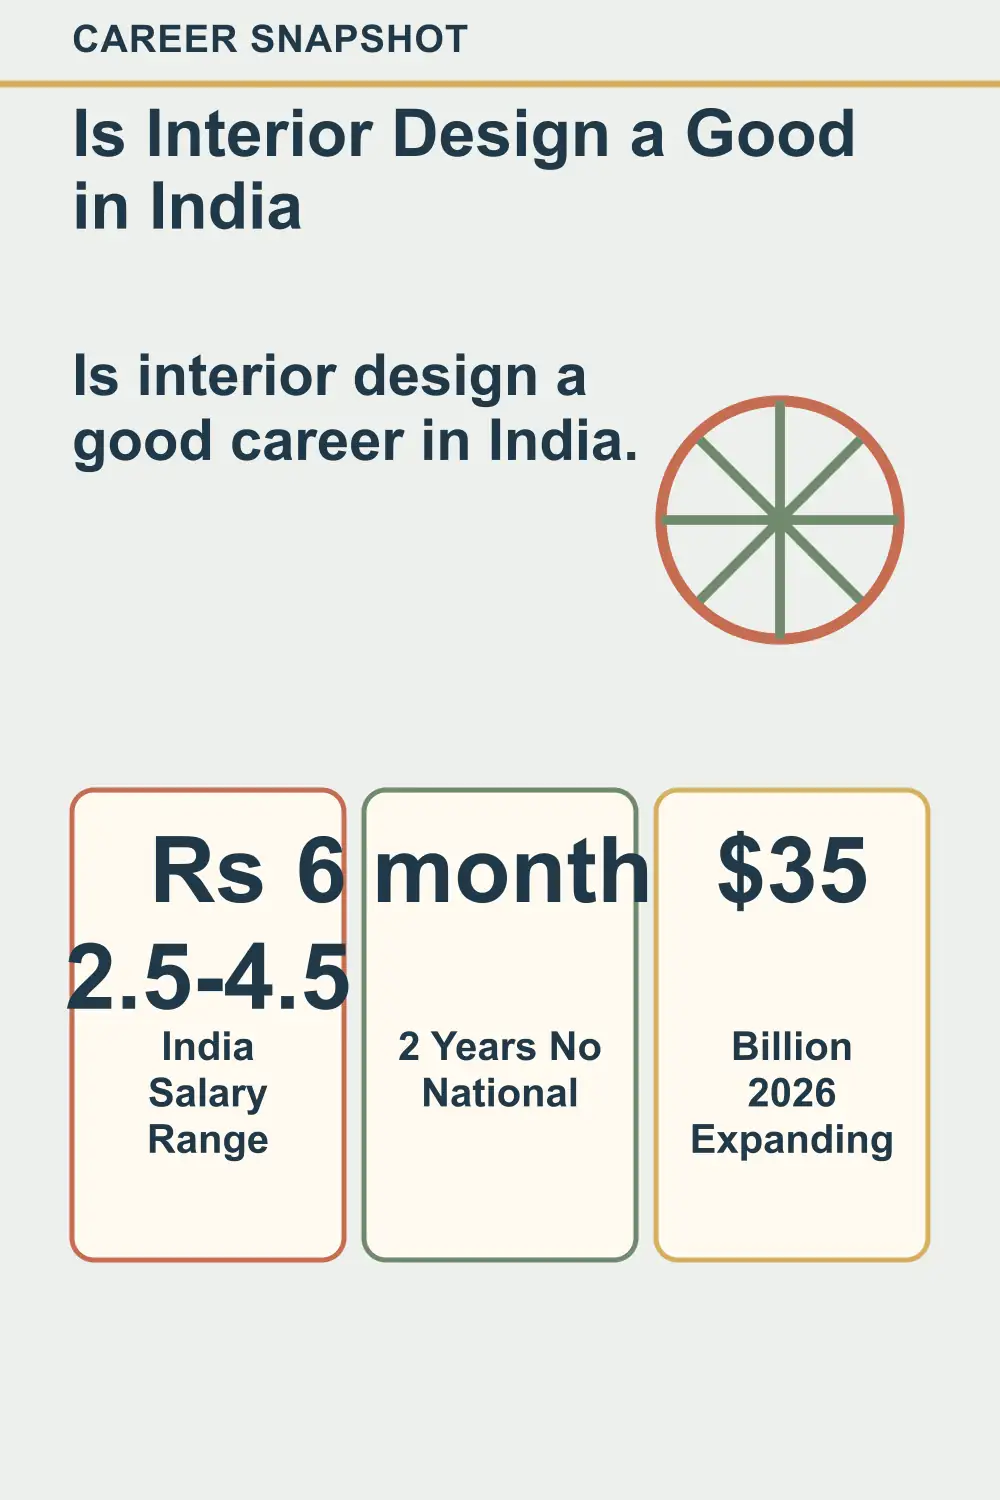 CAREER SNAPSHOT
Is Interior Design a Good
in India
Is interior design a
good career in India.
Rs
2.5-4.5
India
Salary
Range
6 month
2 Years No
National
$35
Billion
2026
Expanding